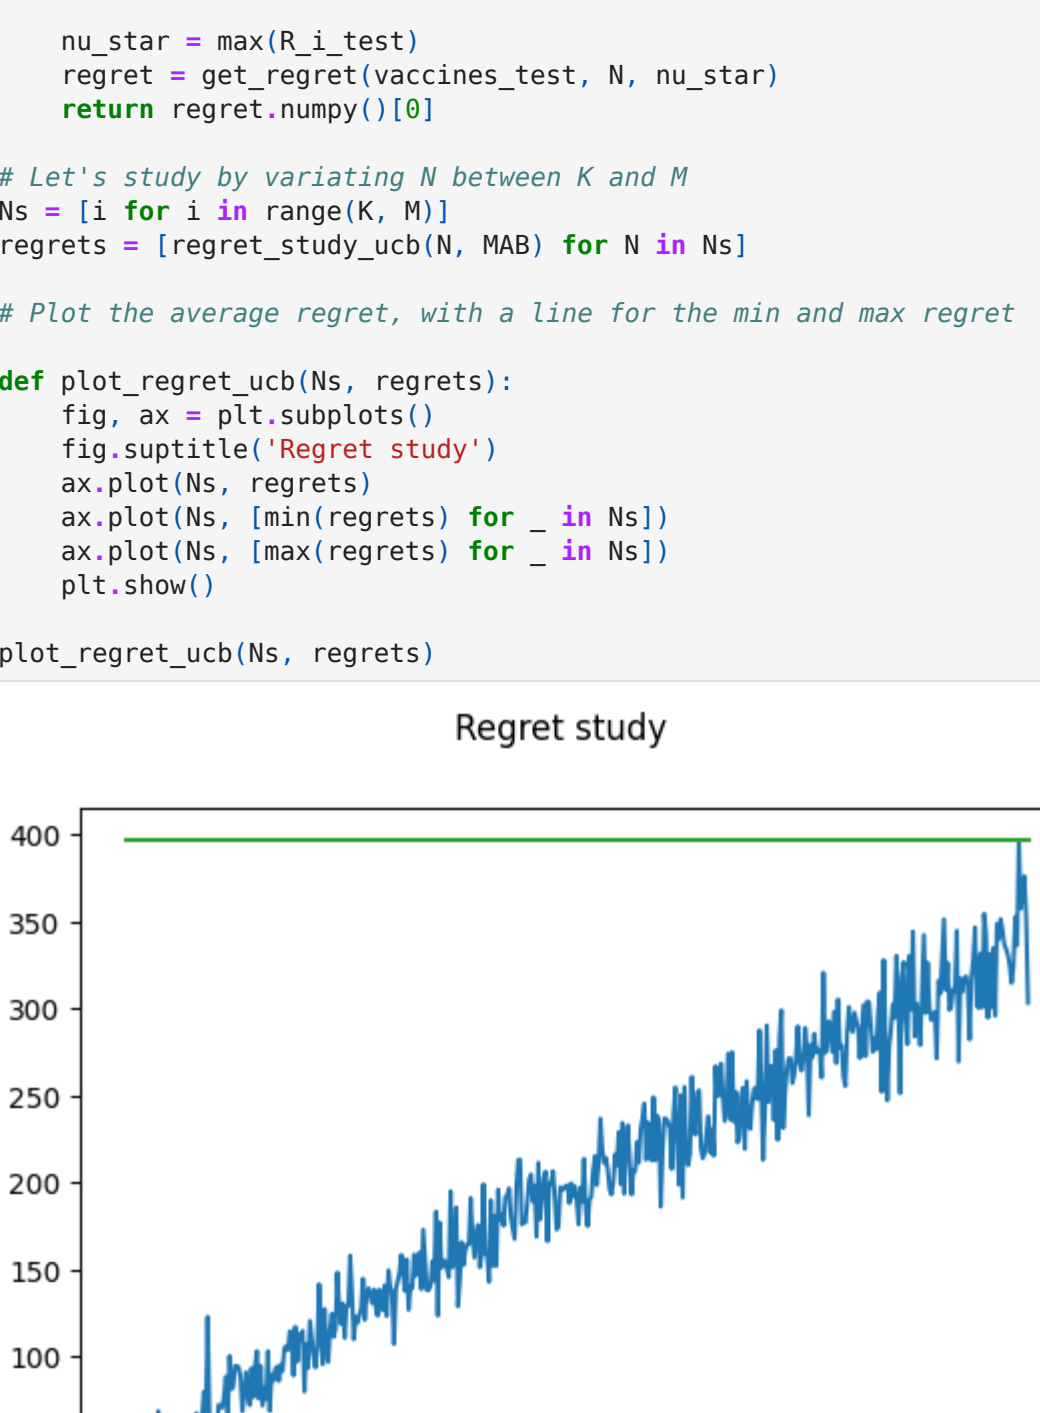 nu_star = max(R_i_test)
    regret = get_regret(vaccines_test, N, nu_star)
    return regret.numpy()[0]
# Let's study by variating N between K and M
Ns = [i for i in range(K, M)]
regrets = [regret_study_ucb(N, MAB) for N in Ns]
# Plot the average regret, with a line for the min and max regret
def plot_regret_ucb(Ns, regrets):
    fig, ax = plt.subplots()
    fig.suptitle('Regret study')
    ax.plot(Ns, regrets)
    ax.plot(Ns, [min(regrets) for _ in Ns])
    ax.plot(Ns, [max(regrets) for _ in Ns])
    plt.show()
plot_regret_ucb(Ns, regrets)
Regret study
400
350
300
250
200
150
100